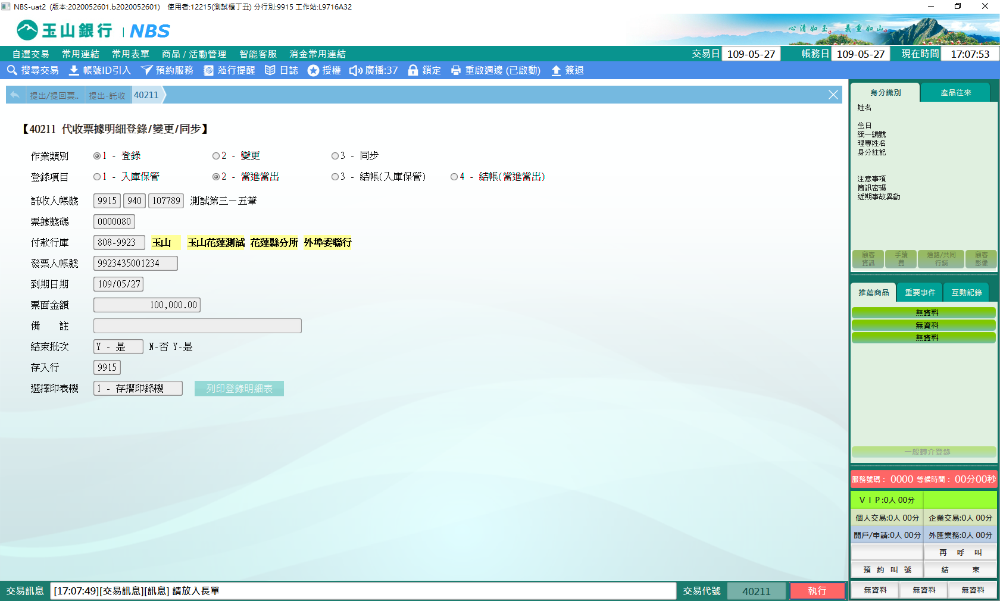 NBS-uat2 (版本:2020052601.b2020052601) 使用者:12215(測試櫃丁丑) 分行別:9915 工作站:L9716A32
玉山銀行 | NBS
心清如玉。 義重如山。
自選交易 常用連結 常用表單 商品 / 活動管理 智能客服 消金常用連結
交易日 109-05-27 帳務日 109-05-27 現在時間 17:07:53
搜尋交易 帳號ID引入 預約服務 蒞行提醒 日誌 授權 廣播:37 鎖定 重啟週邊 (已啟動) 簽退
提出/提回票.. 提出-託收 40211
【40211 代收票據明細登錄/變更/同步】
作業類別 1 - 登錄 2 - 變更 3 - 同步
登錄項目 1 - 入庫保管 2 - 當進當出 3 - 結帳(入庫保管) 4 - 結帳(當進當出)
託收人帳號 9915 940 107789 測試第三一五筆
票據號碼 0000080
付款行庫 808-9923 玉山 玉山花蓮測試 花蓮縣分所 外埠委聯行
發票人帳號 9923435001234
到期日期 109/05/27
票面金額 100,000.00
備 註
結束批次 Y - 是 N-否 Y-是
存入行 9915
選擇印表機 1 - 存摺印錄機 列印登錄明細表
身分識別 產品往來
姓名
生日
統一編號
理專姓名
身分註記
注意事項
簡訊密碼
近期事故異動
顧客資訊 手續費 通路/共同行銷 顧客影像
推薦商品 重要事件 互動記錄
無資料
無資料
無資料
一般轉介登錄
服務號碼： 0000 等候時間： 00分00秒
ＶＩＰ:0人 00分
個人交易:0人 00分 企業交易:0人 00分
開戶/申請:0人 00分 外匯業務:0人 00分
再 呼 叫
預 約 叫 號 結 束
無資料 無資料 無資料
交易訊息 [17:07:49][交易訊息][訊息] 請放入長單 交易代號 40211 執行